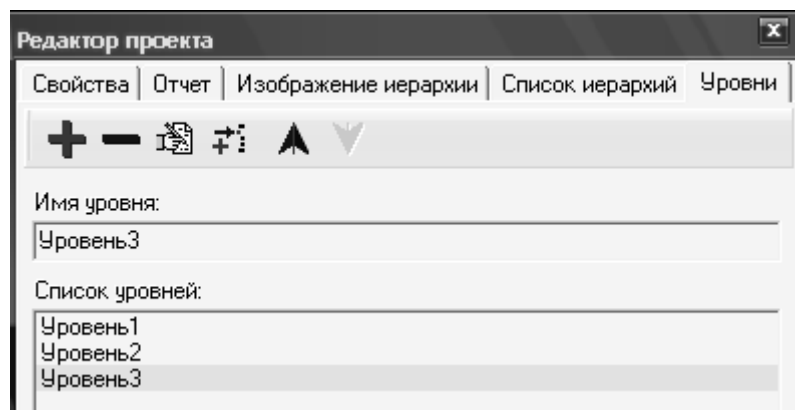 Редактор проекта
Свойства Отчет Изображение иерархии Список иерархий Уровни
Имя уровня:
Уровень3
Список уровней:
Уровень1
Уровень2
Уровень3